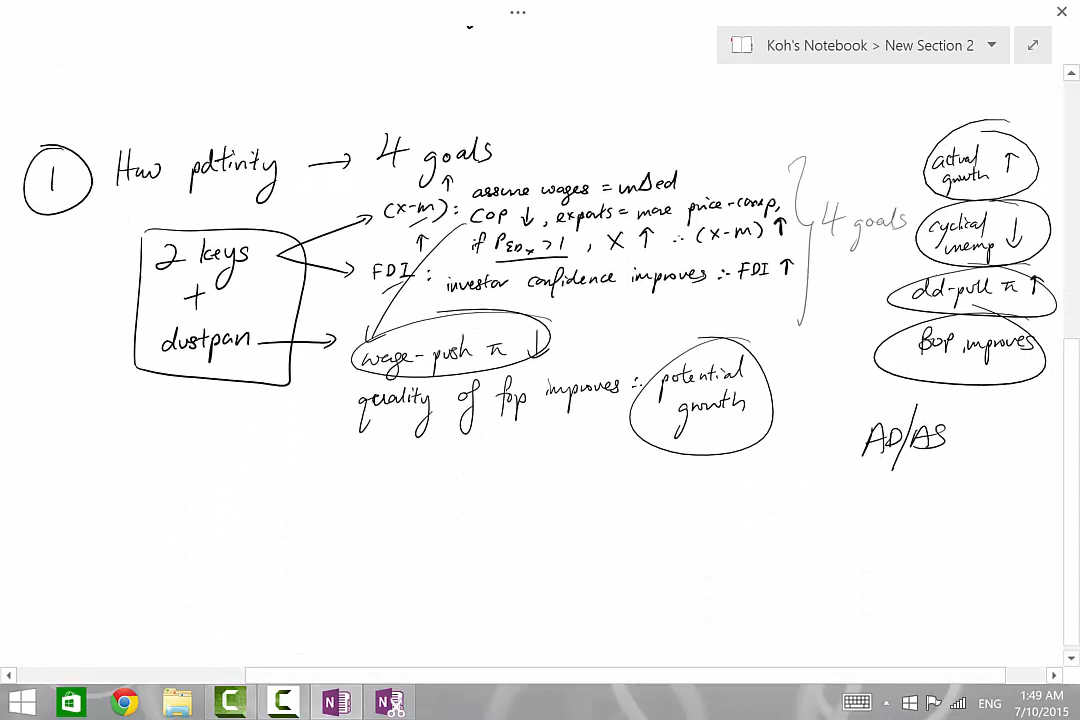 Koh's Notebook > New Section 2
1 How pdtivity → 4 goals
2 keys
+
dustpan
(x-m) ↑ : assume wages = unΔed
COP ↓, exports = more price-comp,
if PEDx > 1, X ↑ ∴ (x-m) ↑
FDI ↑ : investor confidence improves ∴ FDI ↑
wage-push π ↓
quality of fop improves ∴ potential
growth
4 goals
actual
growth ↑
cyclical
unemp ↓
dd-pull π ↑
BOP improves
AD/AS
ENG
1:49 AM
7/10/2015